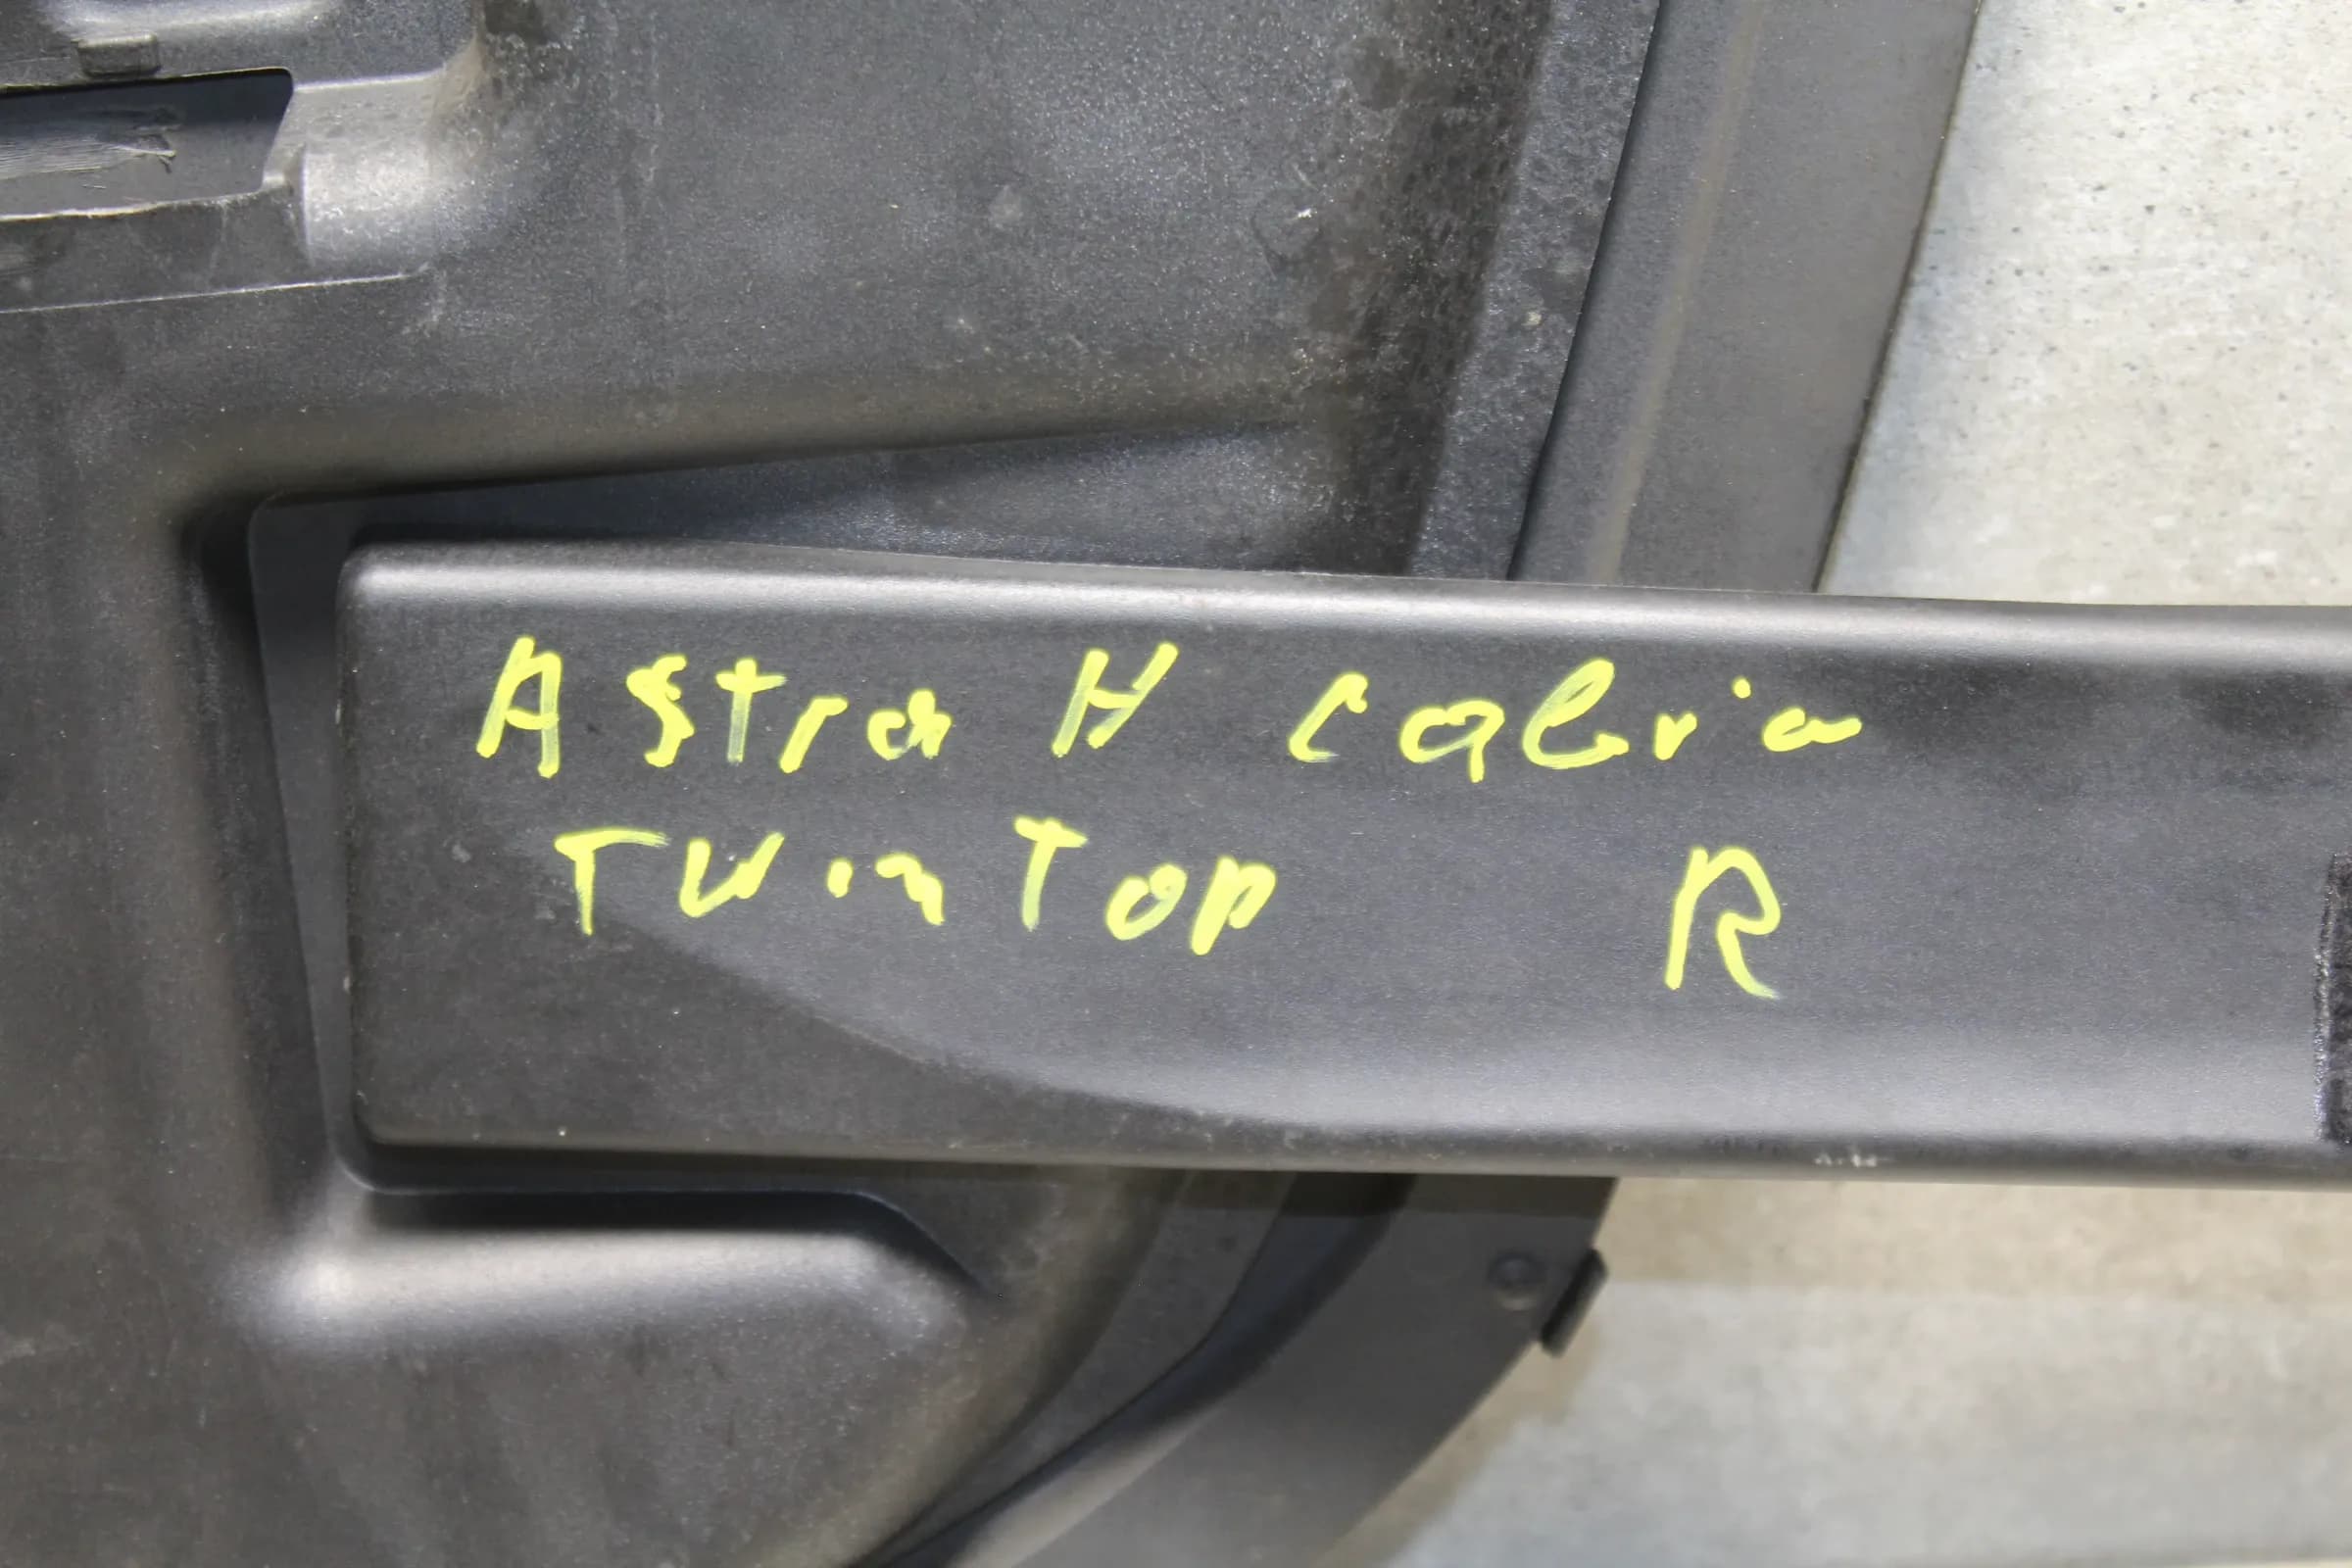 Astra H cabrio
TwinTop R